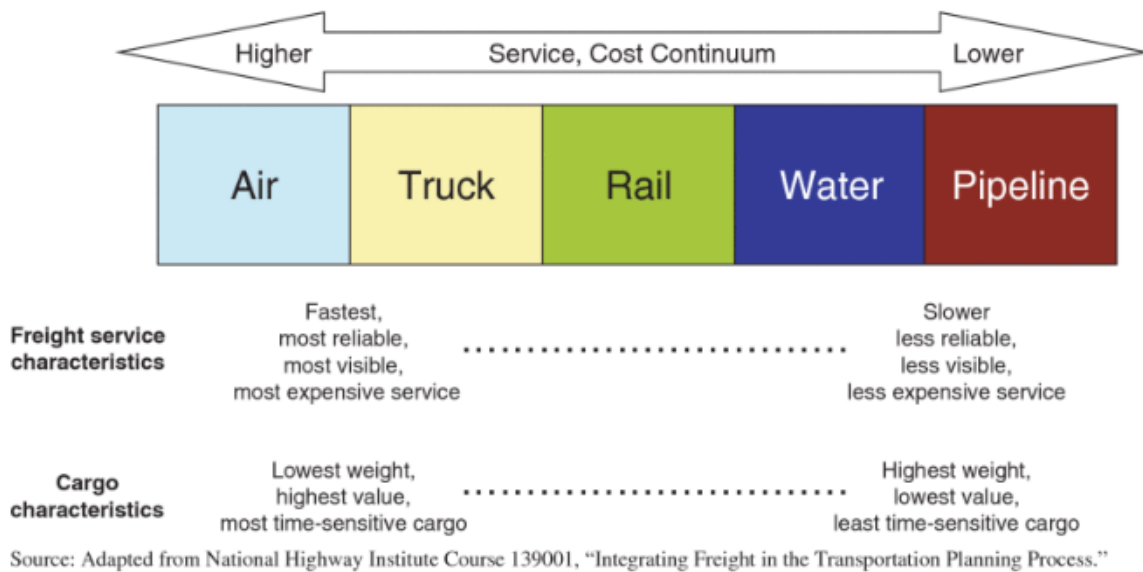 Higher Service, Cost Continuum Lower
Air Truck Rail Water Pipeline
Freight service
characteristics
Fastest,
most reliable,
most visible,
most expensive service
Slower
less reliable,
less visible,
less expensive service
Cargo
characteristics
Lowest weight,
highest value,
most time-sensitive cargo
Highest weight,
lowest value,
least time-sensitive cargo
Source: Adapted from National Highway Institute Course 139001, “Integrating Freight in the Transportation Planning Process.”